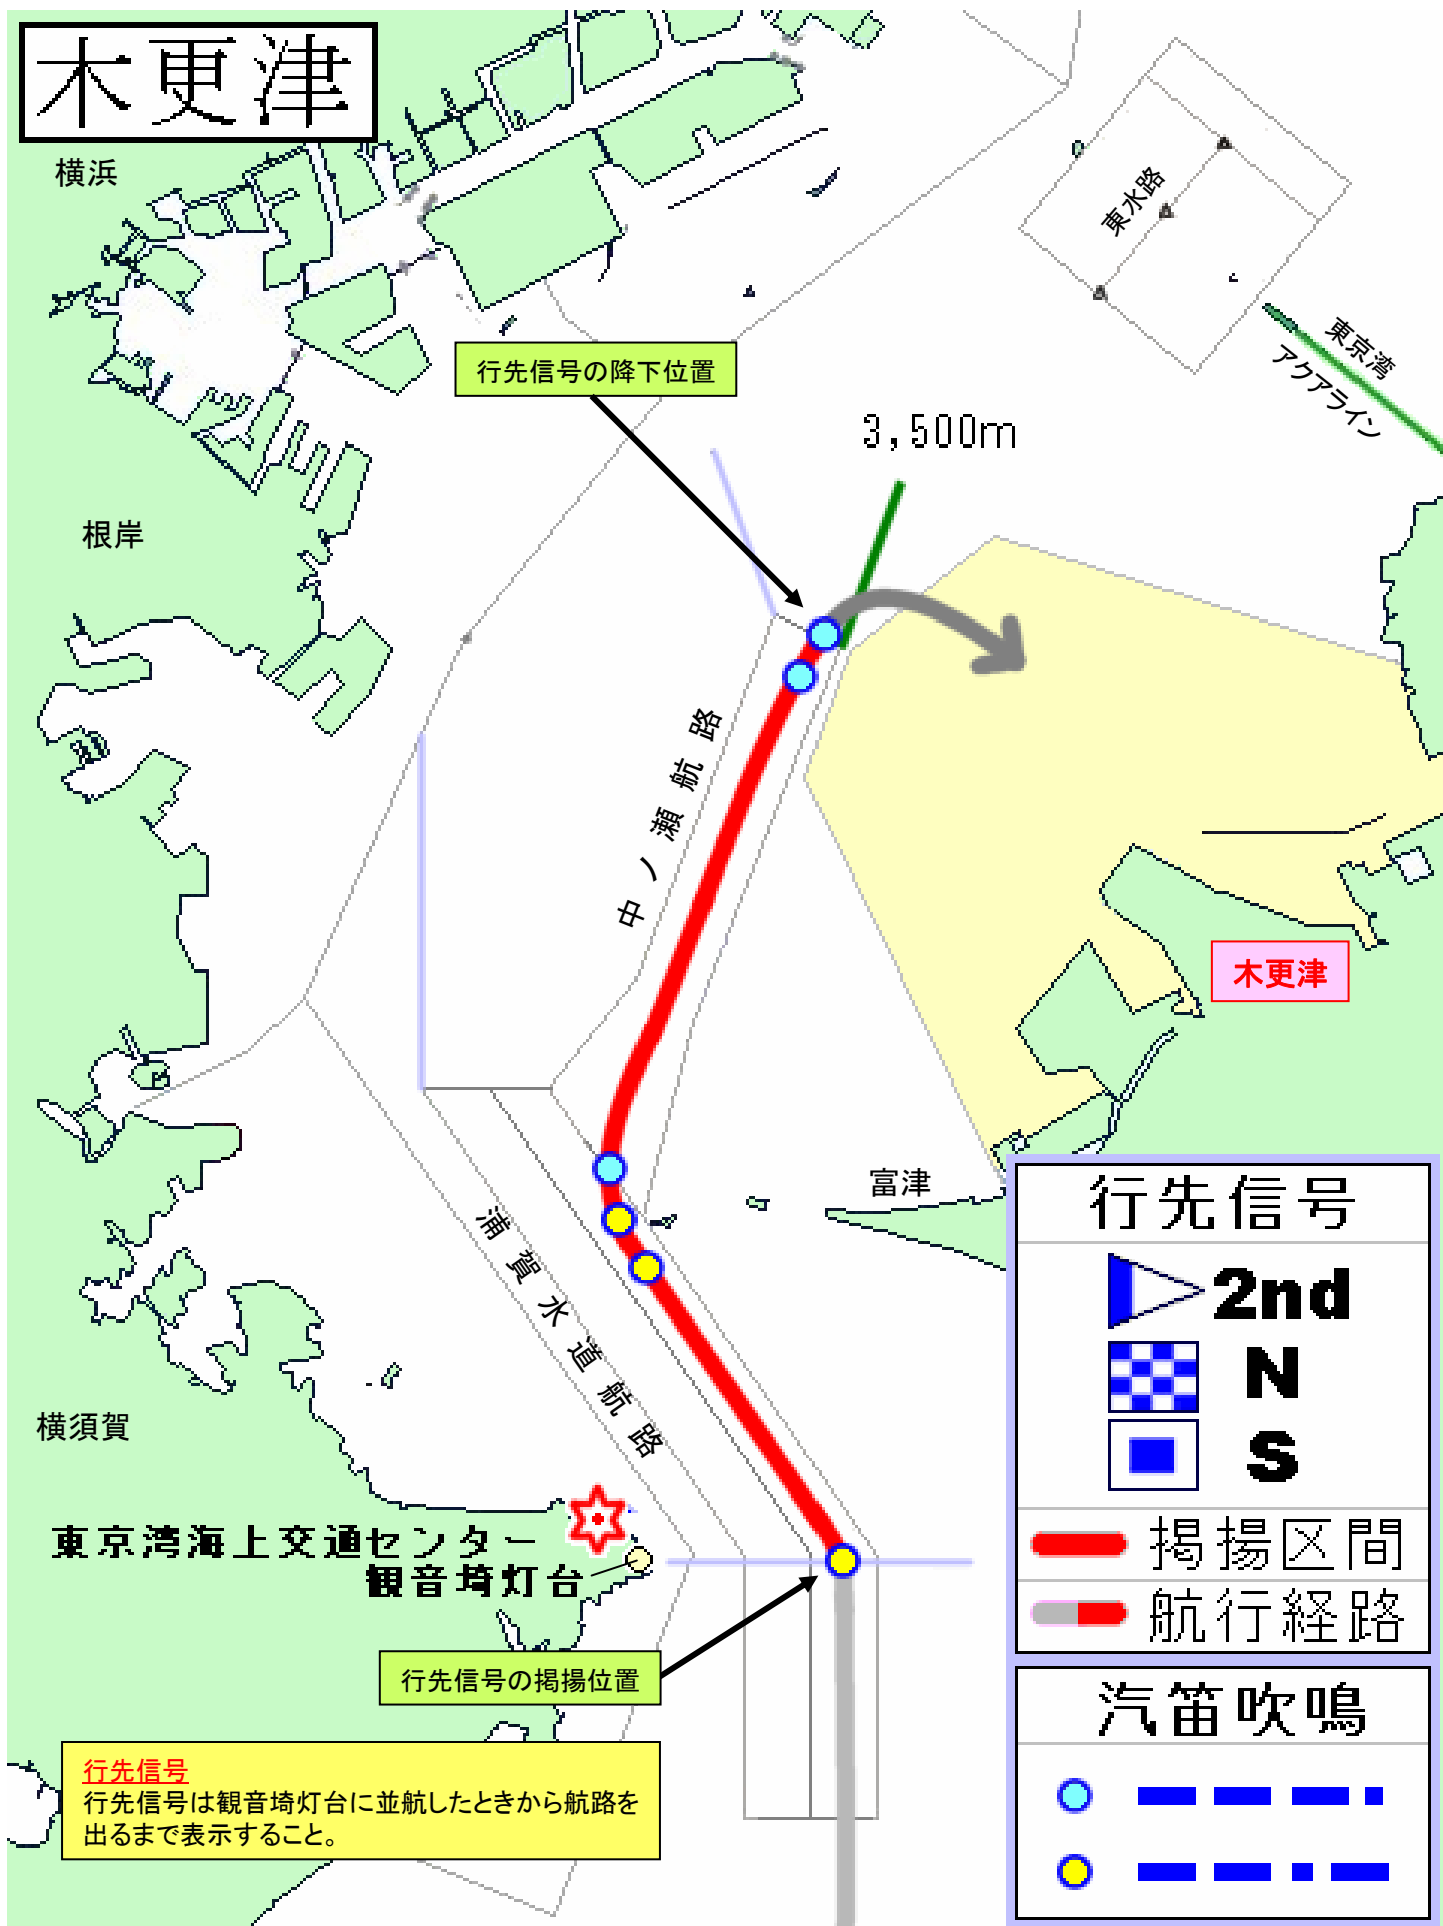 木更津
横浜
東水路
東京湾
アクアライン
行先信号の降下位置
3,500m
根岸
中ノ瀬航路
木更津
富津
浦賀水道航路
横須賀
東京湾海上交通センター
観音埼灯台
行先信号の掲揚位置
行先信号
行先信号は観音埼灯台に並航したときから航路を
出るまで表示すること。
行先信号
2nd
N
S
掲揚区間
航行経路
汽笛吹鳴